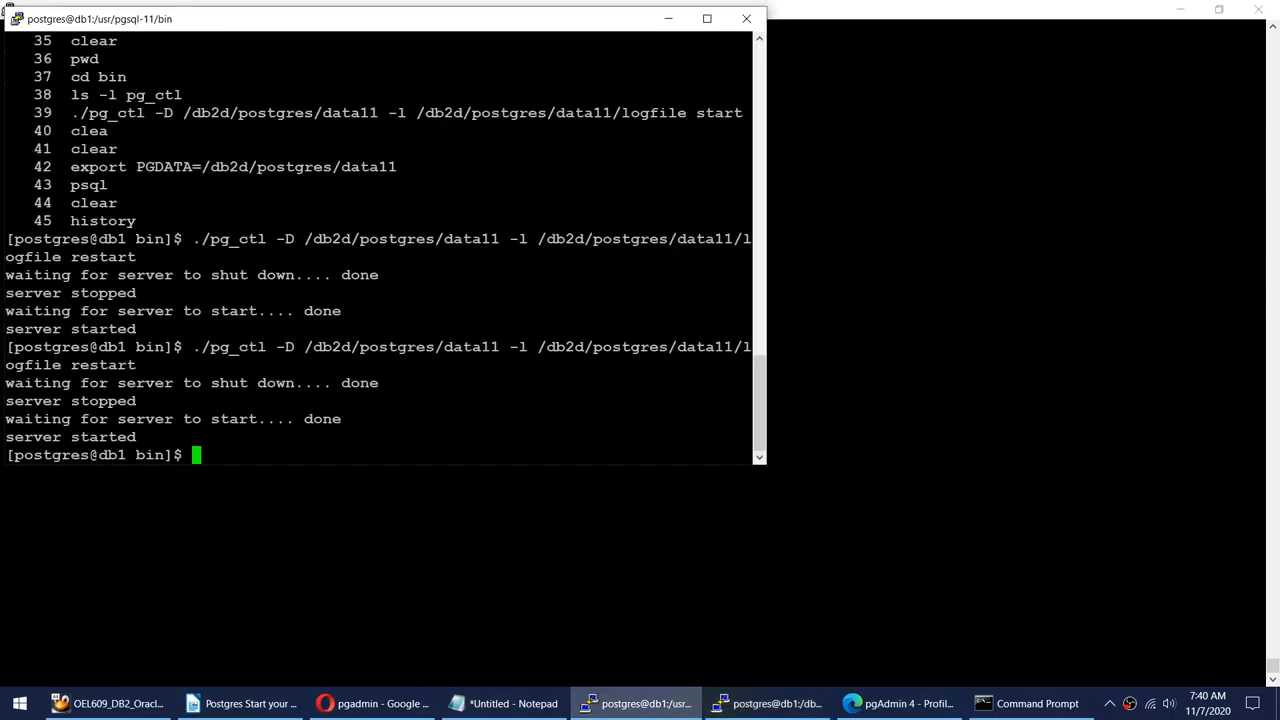 postgres@db1:/usr/pgsql-11/bin
35 clear
36 pwd
37 cd bin
38 ls -l pg_ctl
39 ./pg_ctl -D /db2d/postgres/data11 -l /db2d/postgres/data11/logfile start
40 clea
41 clear
42 export PGDATA=/db2d/postgres/data11
43 psql
44 clear
45 history
[postgres@db1 bin]$ ./pg_ctl -D /db2d/postgres/data11 -l /db2d/postgres/data11/l
ogfile restart
waiting for server to shut down.... done
server stopped
waiting for server to start.... done
server started
[postgres@db1 bin]$ ./pg_ctl -D /db2d/postgres/data11 -l /db2d/postgres/data11/l
ogfile restart
waiting for server to shut down.... done
server stopped
waiting for server to start.... done
server started
[postgres@db1 bin]$
OEL609_DB2_Oracl...
Postgres Start your ...
pgadmin - Google ...
*Untitled - Notepad
postgres@db1:/usr...
postgres@db1:/db...
pgAdmin 4 - Profil...
Command Prompt
7:40 AM
11/7/2020